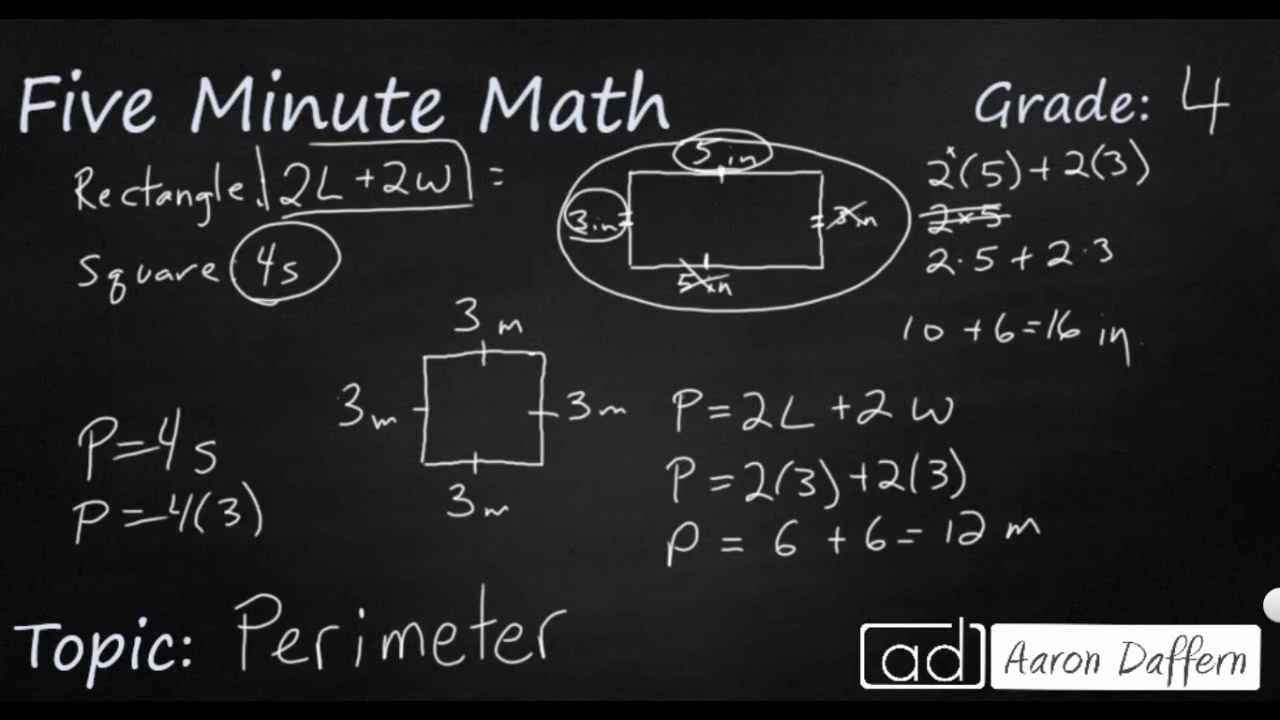 Five Minute Math
Grade: 4
Rectangle 2L + 2W =
Square 4s
5 in
3 in
3 in
5 in
2(5) + 2(3)
2×5
2·5 + 2·3
10 + 6 = 16 in.
3 m
3 m
3 m
3 m
P = 4s
P = 4(3)
P = 2L + 2W
P = 2(3) + 2(3)
P = 6 + 6 = 12 m
Topic: Perimeter
ad Aaron Daffern